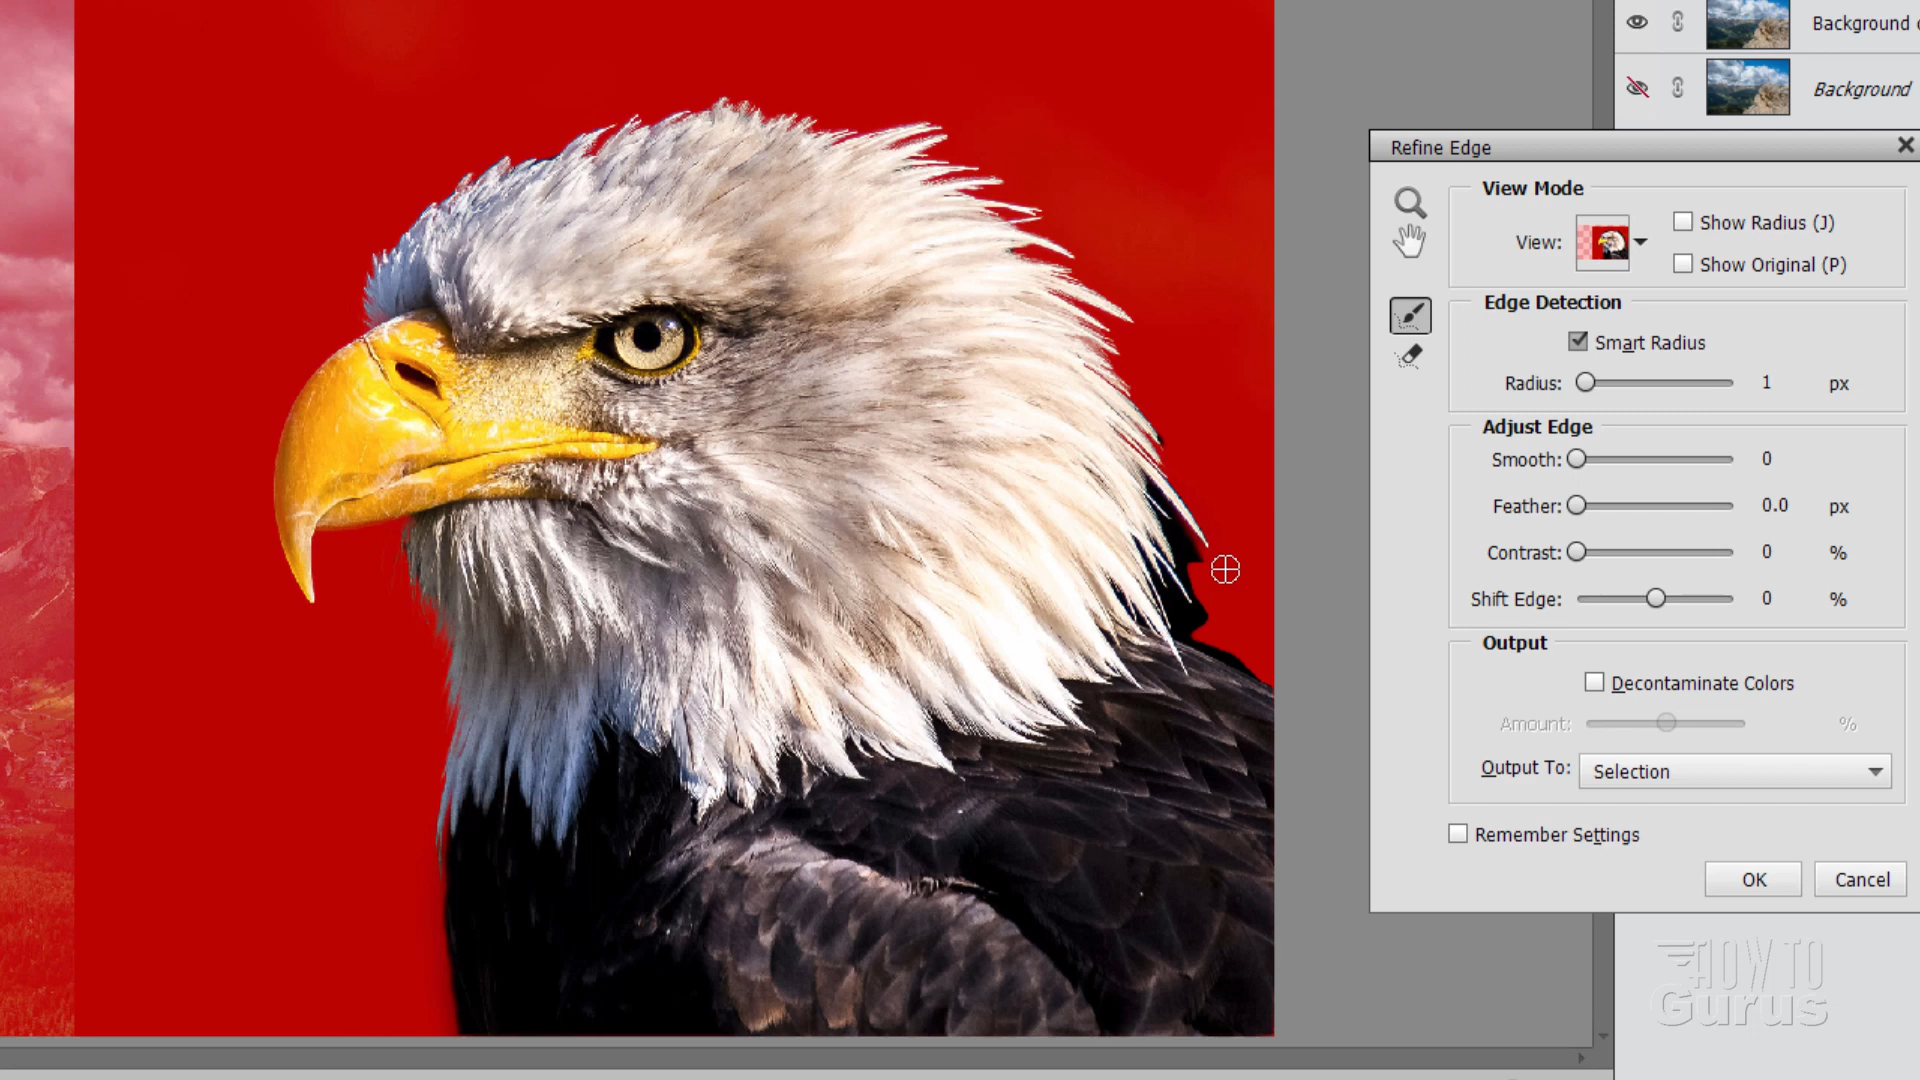 Background
Background
Refine Edge
View Mode
View:
Show Radius (J)
Show Original (P)
Edge Detection
Smart Radius
Radius: 1 px
Adjust Edge
Smooth: 0
Feather: 0.0 px
Contrast: 0 %
Shift Edge: 0 %
Output
Decontaminate Colors
Amount: %
Output To: Selection
Remember Settings
OK Cancel
HOW TO
Gurus